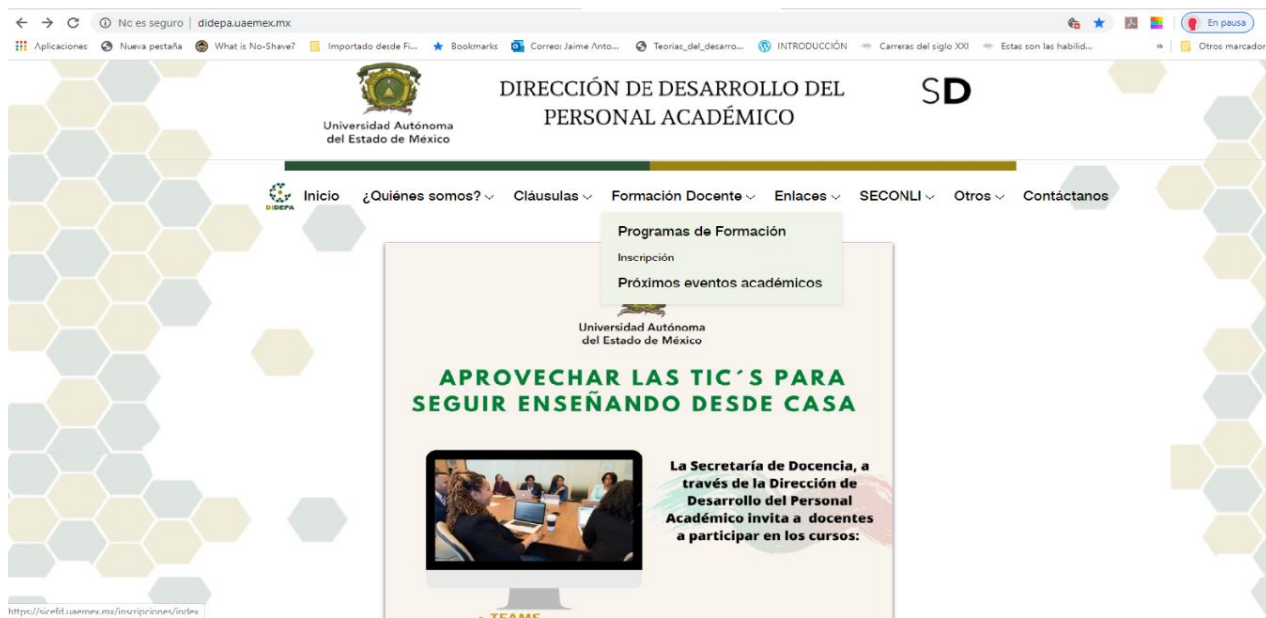 No es seguro | didepa.uaemex.mx
En pausa
Aplicaciones Nueva pestaña What is No-Shave? Importado desde Fi... Bookmarks Correo: Jaime Anto... Teorias_del_desarro... INTRODUCCIÓN Carreras del siglo XXI Estas son las habilid... » Otros marcador
Universidad Autónoma
del Estado de México
DIRECCIÓN DE DESARROLLO DEL
PERSONAL ACADÉMICO
SD
DIDEPA
Inicio ¿Quiénes somos? Cláusulas Formación Docente Enlaces SECONLI Otros Contáctanos
Programas de Formación
Inscripción
Próximos eventos académicos
Universidad Autónoma
del Estado de México
APROVECHAR LAS TIC´S PARA
SEGUIR ENSEÑANDO DESDE CASA
La Secretaría de Docencia, a
través de la Dirección de
Desarrollo del Personal
Académico invita a docentes
a participar en los cursos:
TEAMS
https://sicefd.uaemex.mx/inscripciones/index